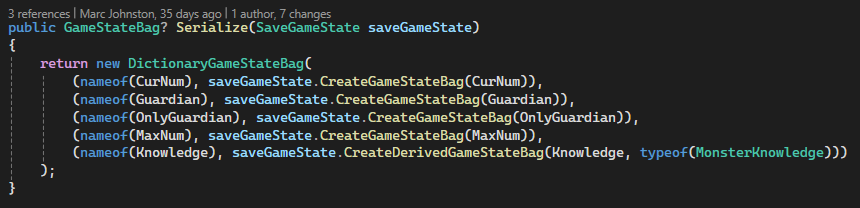 3 references | Marc Johnston, 35 days ago | 1 author, 7 changes
public GameStateBag? Serialize(SaveGameState saveGameState)
{
    return new DictionaryGameStateBag(
        (nameof(CurNum), saveGameState.CreateGameStateBag(CurNum)),
        (nameof(Guardian), saveGameState.CreateGameStateBag(Guardian)),
        (nameof(OnlyGuardian), saveGameState.CreateGameStateBag(OnlyGuardian)),
        (nameof(MaxNum), saveGameState.CreateGameStateBag(MaxNum)),
        (nameof(Knowledge), saveGameState.CreateDerivedGameStateBag(Knowledge, typeof(MonsterKnowledge)))
    );
}